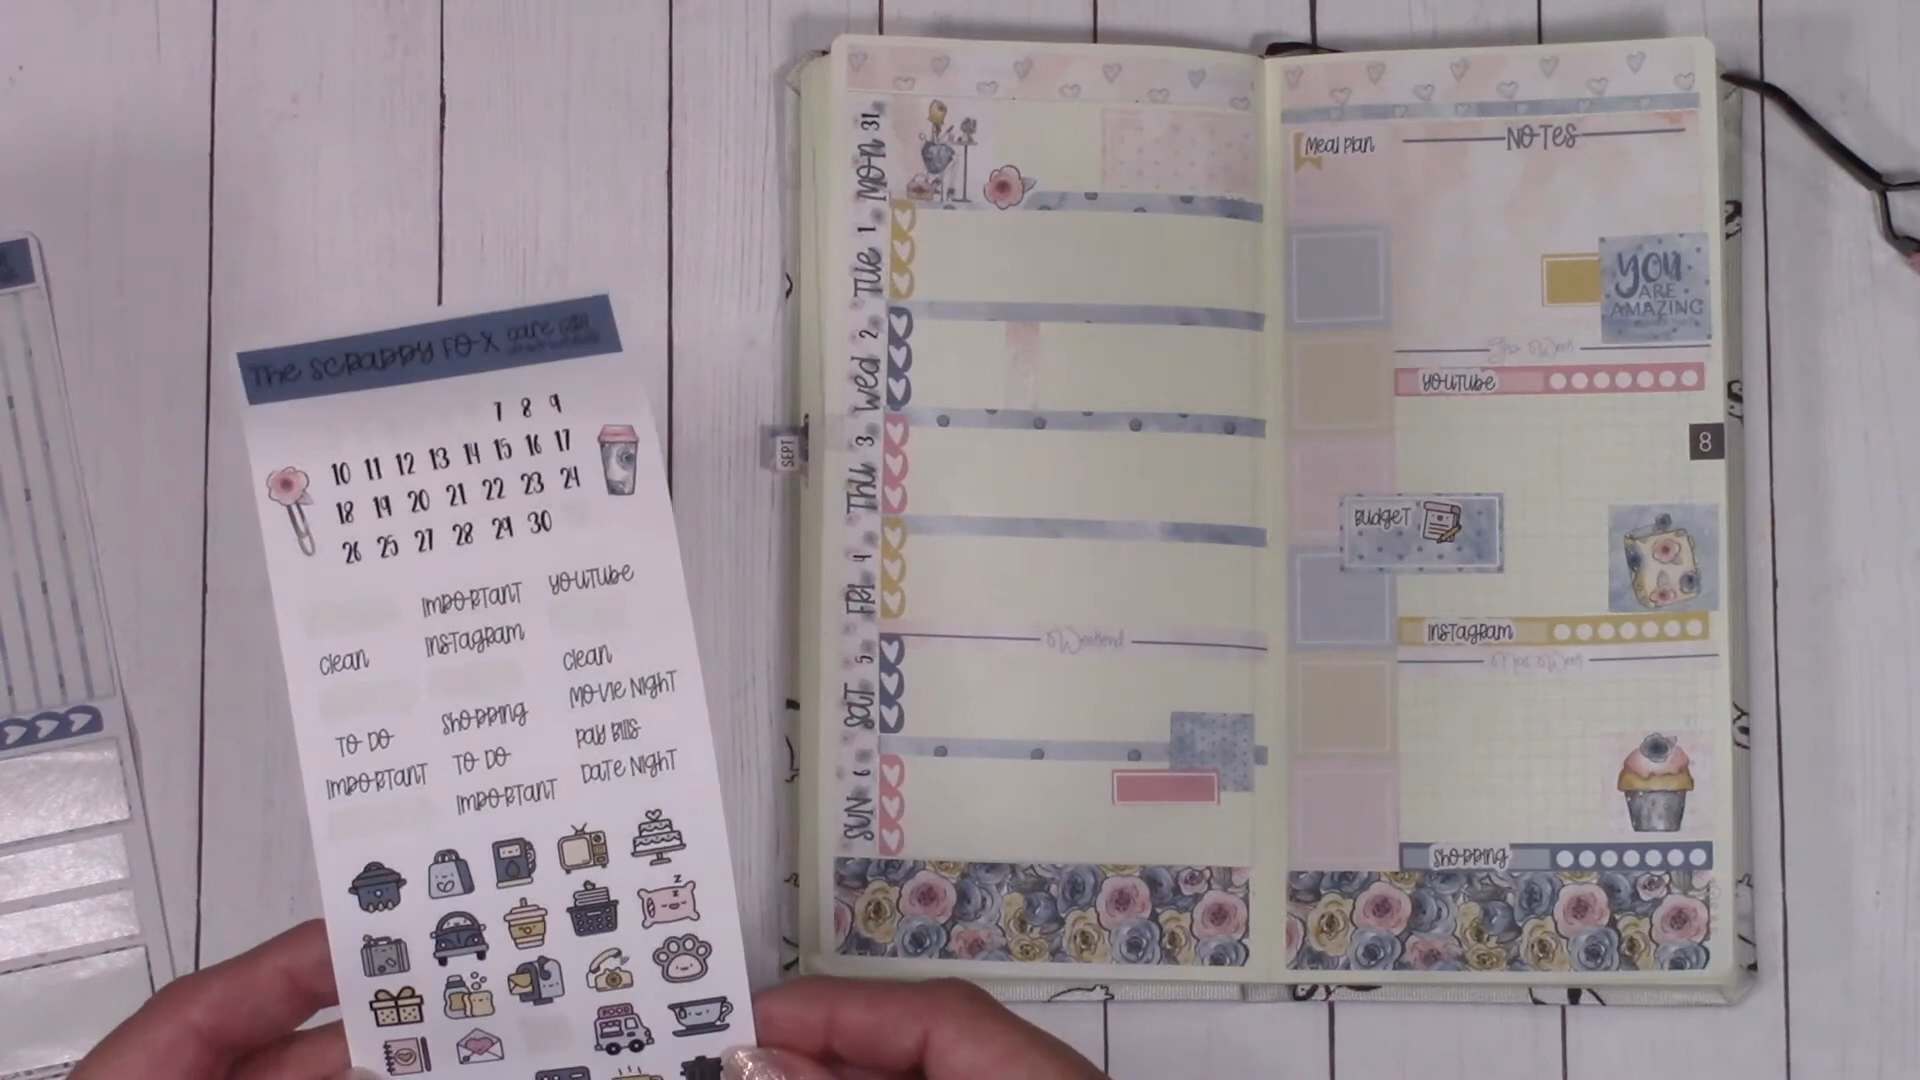 The Scrappy Fox
7 8 9
10 11 12 13 14 15 16 17
18 19 20 21 22 23 24
26 25 27 28 29 30
IMPORTANT
YOUTUBE
INSTAGRAM
Clean
Clean
MOVIE NIGHT
SHOPPING
TO DO
PAY BILLS
TO DO
IMPORTANT
DATE NIGHT
IMPORTANT
FOOD
SEPT
MON 31
TUE 1
WED 2
THU 3
FRI 4
SAT 5
SUN 6
Weekend
Meal Plan
NOTES
YOU
ARE
AMAZING
YOUTUBE
8
BUDGET
INSTAGRAM
SHOPPING